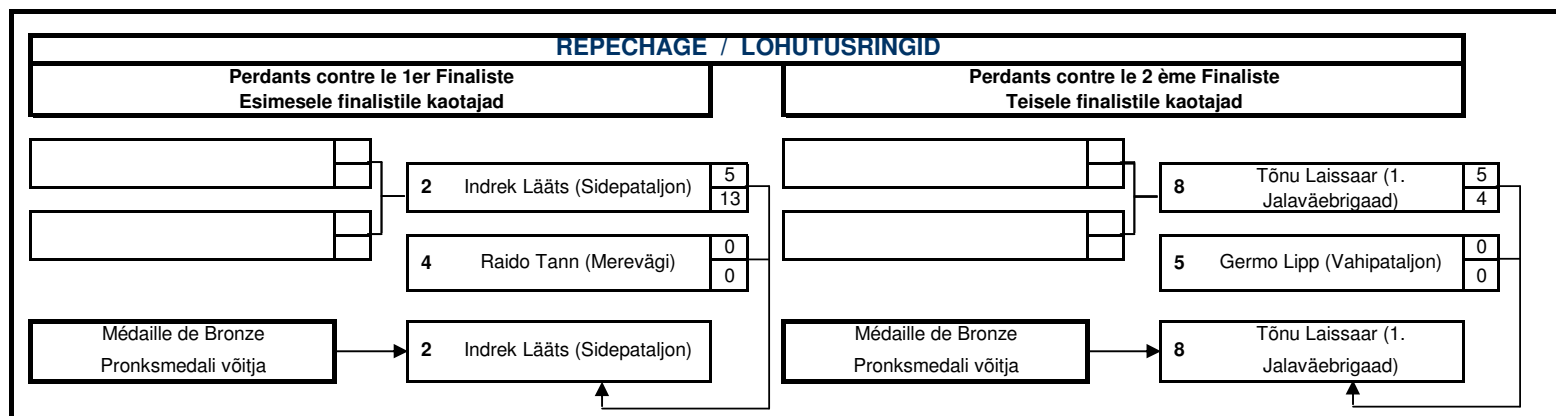 REPECHAGE / LOHUTUSRINGID
Perdants contre le 1er Finaliste
Esimesele finalistile kaotajad
Perdants contre le 2 ème Finaliste
Teisele finalistile kaotajad
2 Indrek Lääts (Sidepataljon) 5
13
4 Raido Tann (Merevägi) 0
0
8 Tõnu Laissaar (1. 5
Jalaväebrigaad) 4
5 Germo Lipp (Vahipataljon) 0
0
Médaille de Bronze
Pronksmedali võitja
2 Indrek Lääts (Sidepataljon)
Médaille de Bronze
Pronksmedali võitja
8 Tõnu Laissaar (1.
Jalaväebrigaad)